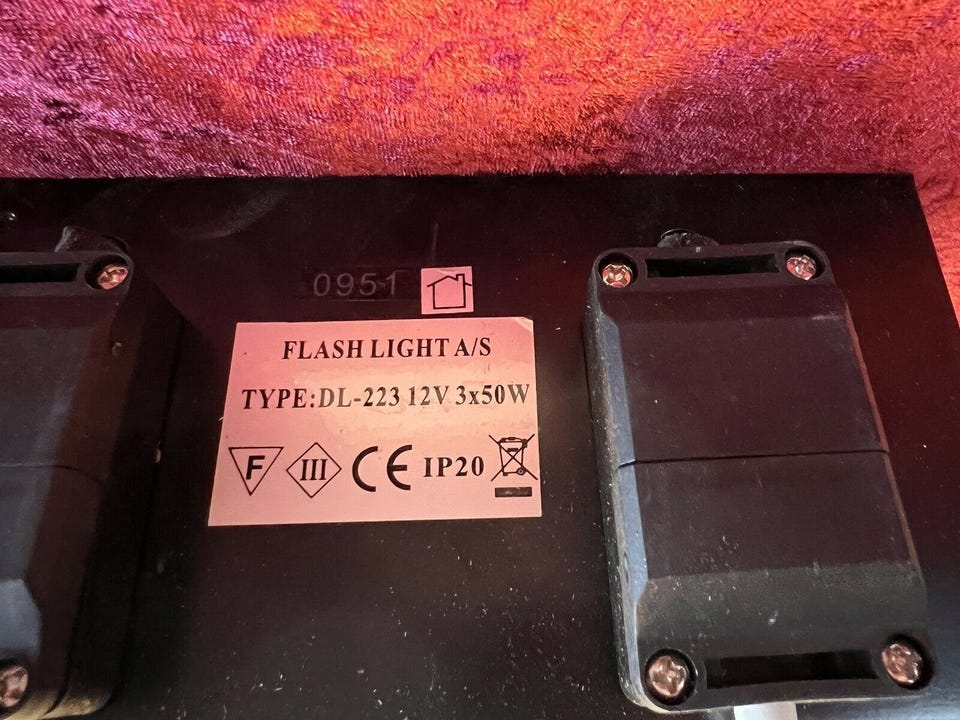 0951
FLASH LIGHT A/S
TYPE:DL-223 12V 3x50W
F III CE IP20